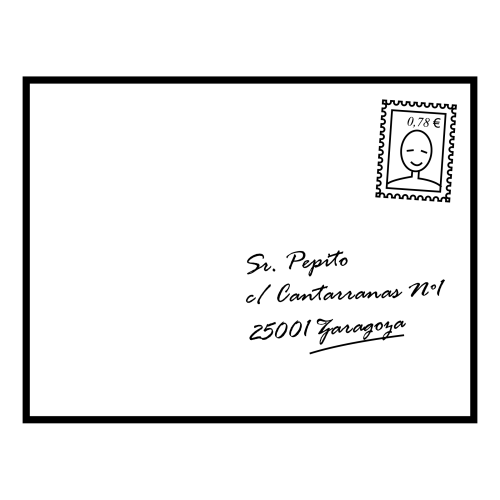 0,78 €
Sr. Pepito
c/ Cantarranas Nº1
25001 Zaragoza